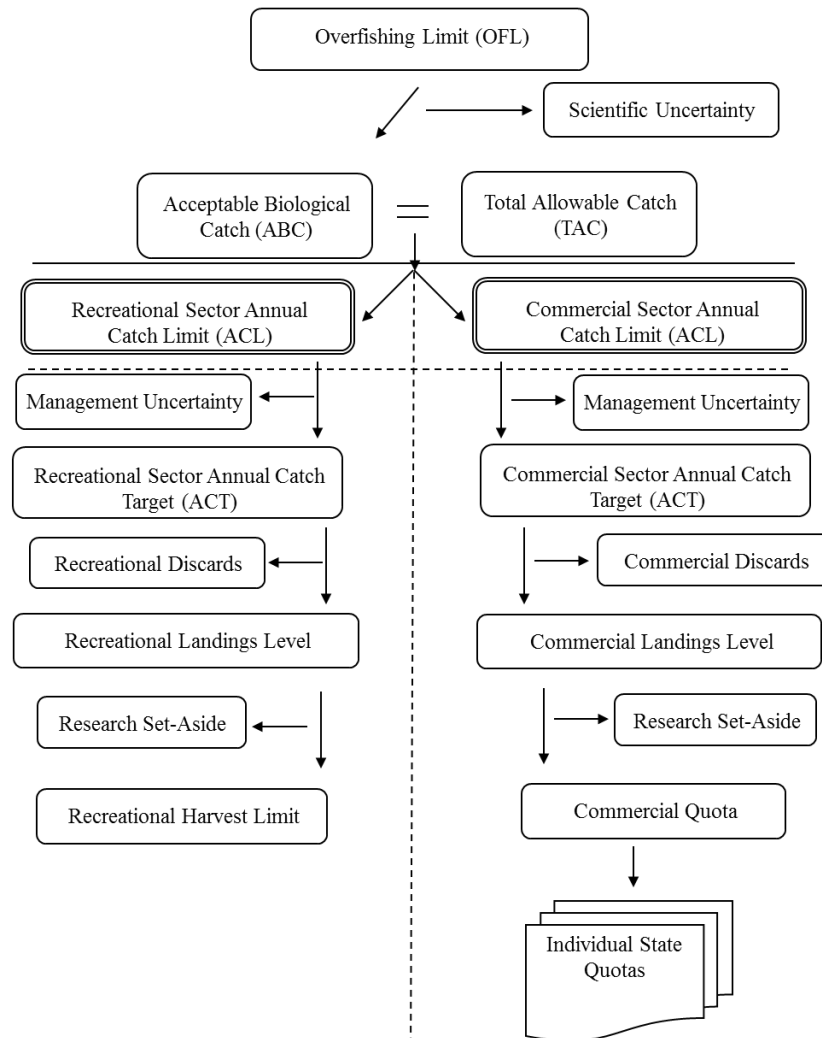 Overfishing Limit (OFL)
Scientific Uncertainty
Acceptable Biological
Catch (ABC)
Total Allowable Catch
(TAC)
Recreational Sector Annual
Catch Limit (ACL)
Commercial Sector Annual
Catch Limit (ACL)
Management Uncertainty
Management Uncertainty
Recreational Sector Annual Catch
Target (ACT)
Commercial Sector Annual Catch
Target (ACT)
Recreational Discards
Commercial Discards
Recreational Landings Level
Commercial Landings Level
Research Set-Aside
Research Set-Aside
Recreational Harvest Limit
Commercial Quota
Individual State
Quotas